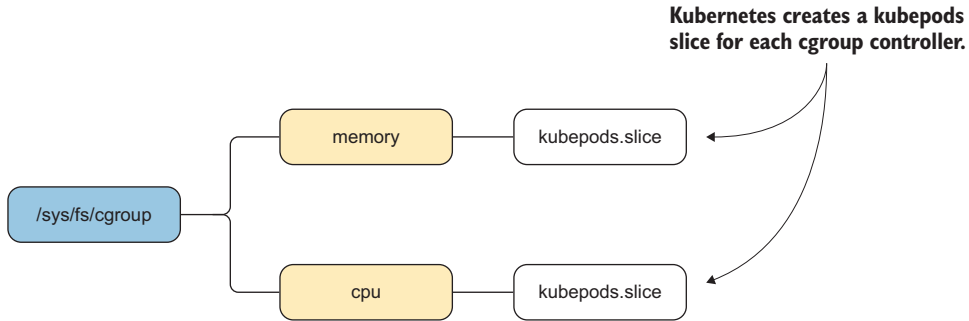 Kubernetes creates a kubepods
slice for each cgroup controller.
memory
kubepods.slice
/sys/fs/cgroup
cpu
kubepods.slice